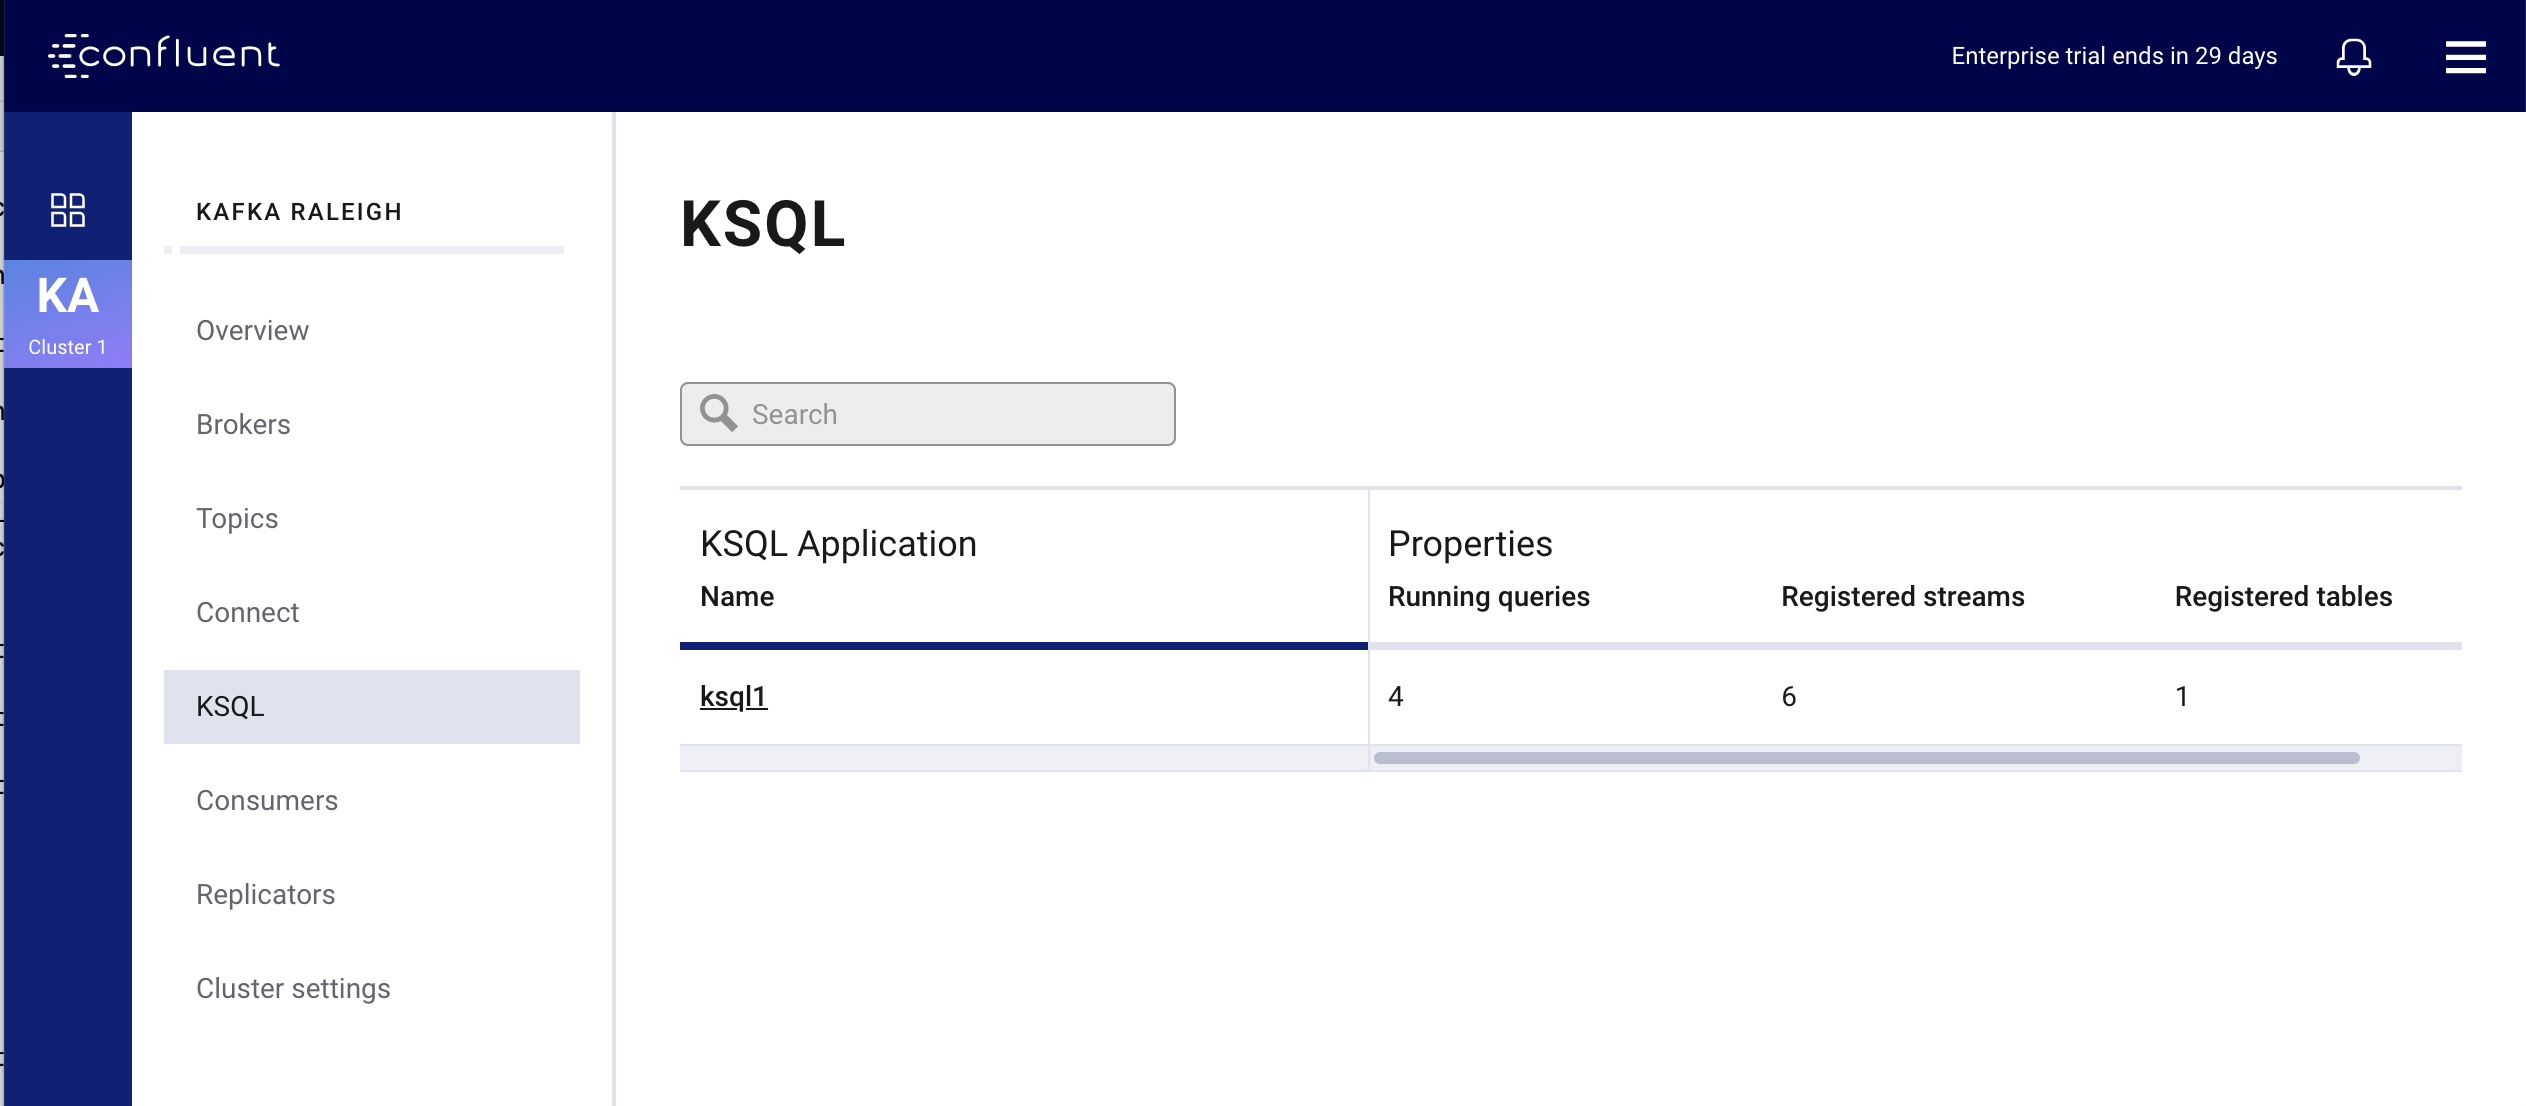 confluent
Enterprise trial ends in 29 days
KA
Cluster 1
KAFKA RALEIGH
Overview
Brokers
Topics
Connect
KSQL
Consumers
Replicators
Cluster settings
KSQL
Search
KSQL Application
Properties
Name
Running queries
Registered streams
Registered tables
ksql1
4
6
1